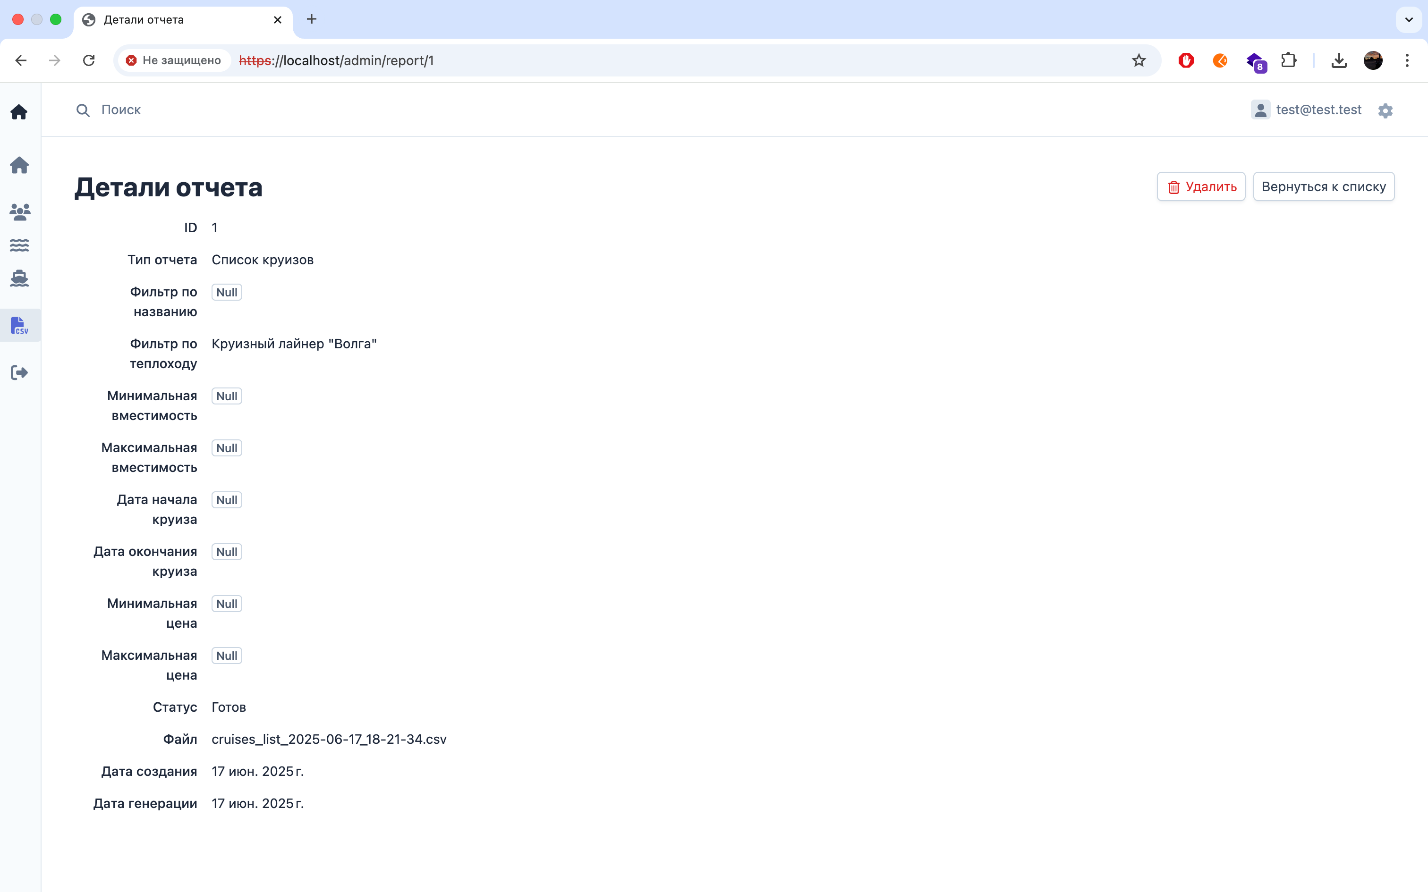 Детали отчета
Не защищено
https://localhost/admin/report/1
8
Поиск
test@test.test
Детали отчета
Удалить
Вернуться к списку
ID 1
Тип отчета Список круизов
Фильтр по названию Null
Фильтр по теплоходу Круизный лайнер "Волга"
Минимальная вместимость Null
Максимальная вместимость Null
Дата начала круиза Null
Дата окончания круиза Null
Минимальная цена Null
Максимальная цена Null
Статус Готов
Файл cruises_list_2025-06-17_18-21-34.csv
Дата создания 17 июн. 2025 г.
Дата генерации 17 июн. 2025 г.
CSV